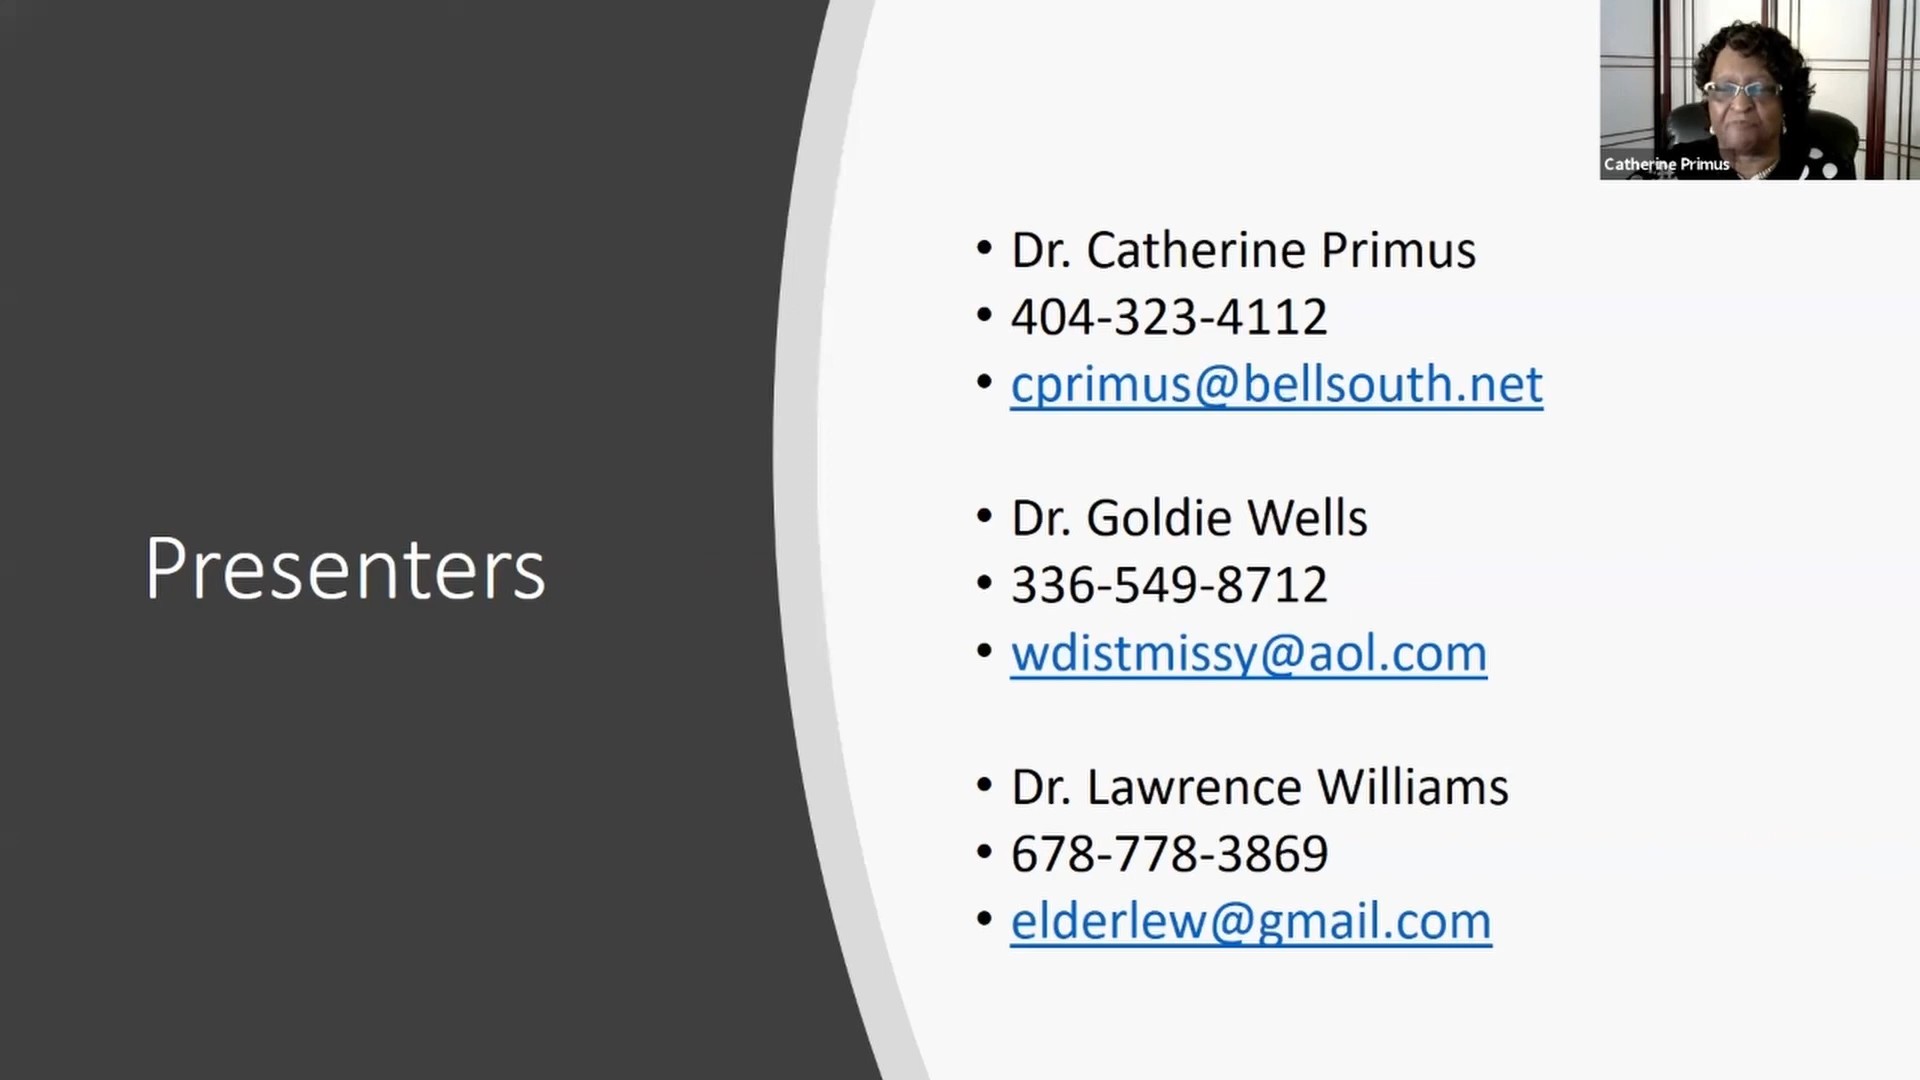 Catherine Primus
Presenters
• Dr. Catherine Primus
• 404-323-4112
• cprimus@bellsouth.net
• Dr. Goldie Wells
• 336-549-8712
• wdistmissy@aol.com
• Dr. Lawrence Williams
• 678-778-3869
• elderlew@gmail.com